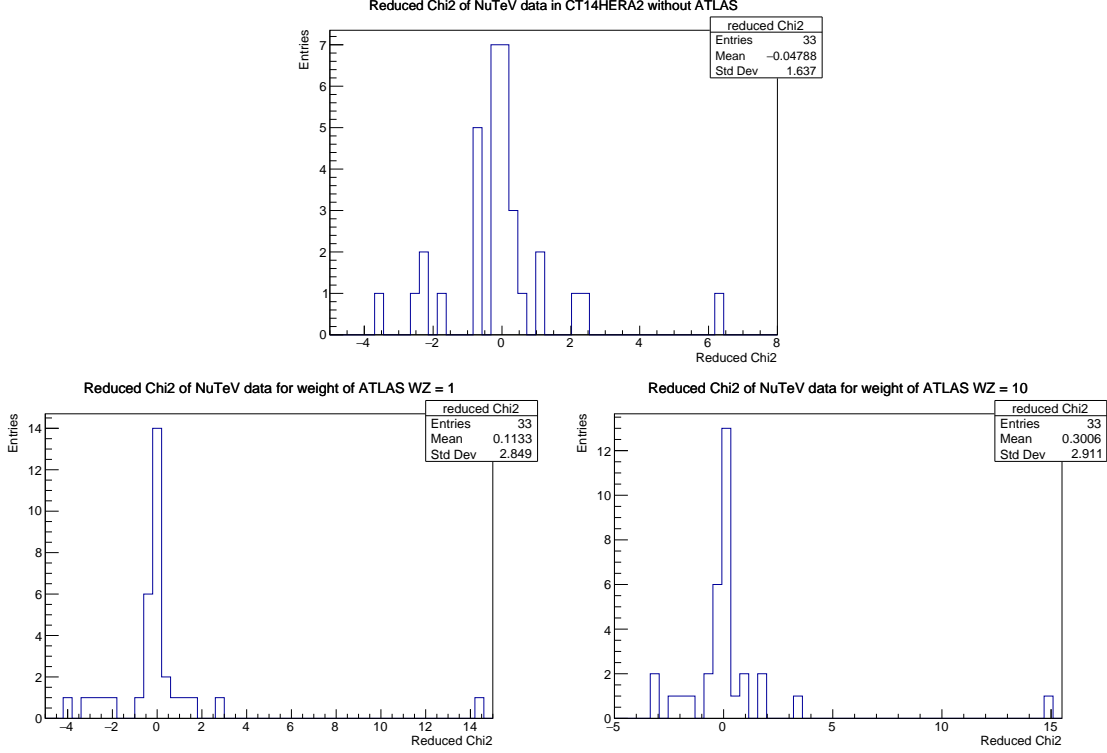 Reduced Chi2 of NuTeV data in CT14HERA2 without ATLAS
reduced Chi2
Entries 33
Mean −0.04788
Std Dev 1.637
Entries
7
6
5
4
3
2
1
0
−4 −2 0 2 4 6 8
Reduced Chi2
Reduced Chi2 of NuTeV data for weight of ATLAS WZ = 1
reduced Chi2
Entries 33
Mean 0.1133
Std Dev 2.849
Entries
14
12
10
8
6
4
2
0
−4 −2 0 2 4 6 8 10 12 14
Reduced Chi2
Reduced Chi2 of NuTeV data for weight of ATLAS WZ = 10
reduced Chi2
Entries 33
Mean 0.3006
Std Dev 2.911
Entries
12
10
8
6
4
2
0
−5 0 5 10 15
Reduced Chi2